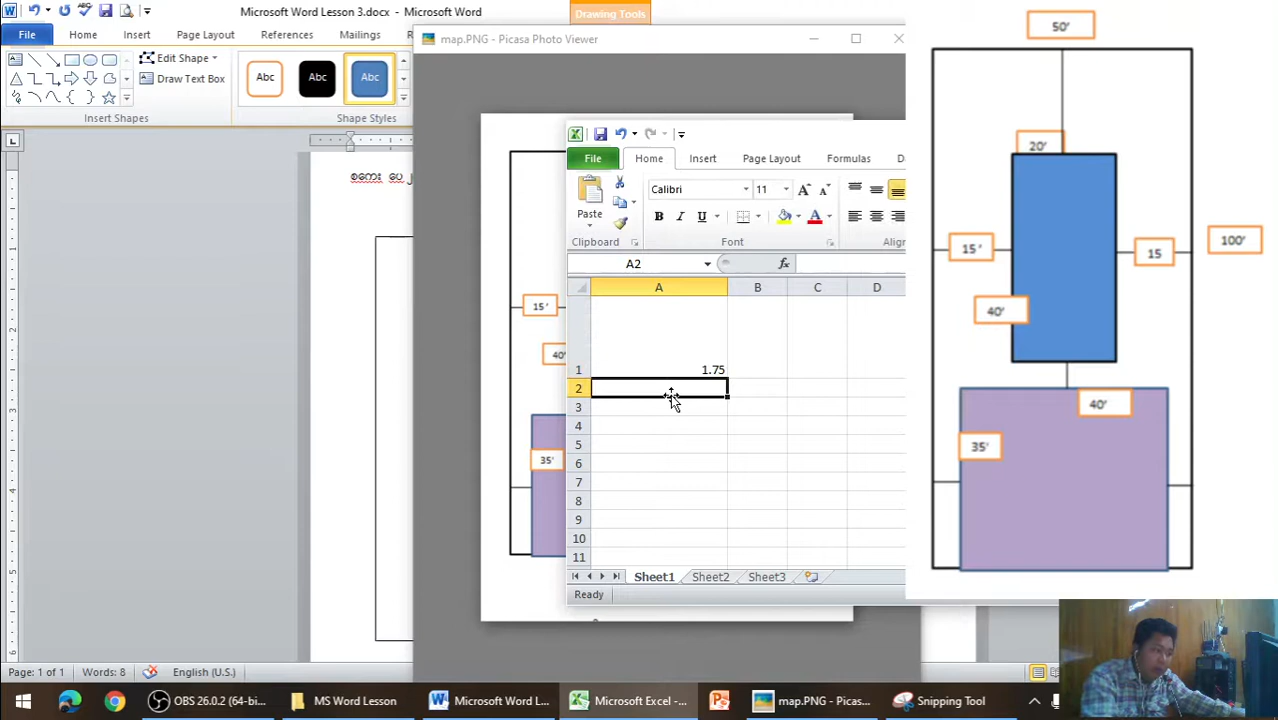 Microsoft Word Lesson 3.docx - Microsoft Word
Drawing Tools
File Home Insert Page Layout References Mailings
Edit Shape
Draw Text Box
Insert Shapes
Abc Abc Abc
Shape Styles
map.PNG - Picasa Photo Viewer
File Home Insert Page Layout Formulas
Paste
Calibri 11
B I U A
Clipboard Font
A2 fx
A B C D
1 1.75
2
3
4
5
6
7
8
9
10
11
Sheet1 Sheet2 Sheet3
Ready
15 '
35'
50'
20'
15 '
15
100'
40'
40'
35'
Page: 1 of 1 Words: 8 English (U.S.)
OBS 26.0.2 (64-bi...
MS Word Lesson
Microsoft Word L...
Microsoft Excel -...
map.PNG - Picas...
Snipping Tool